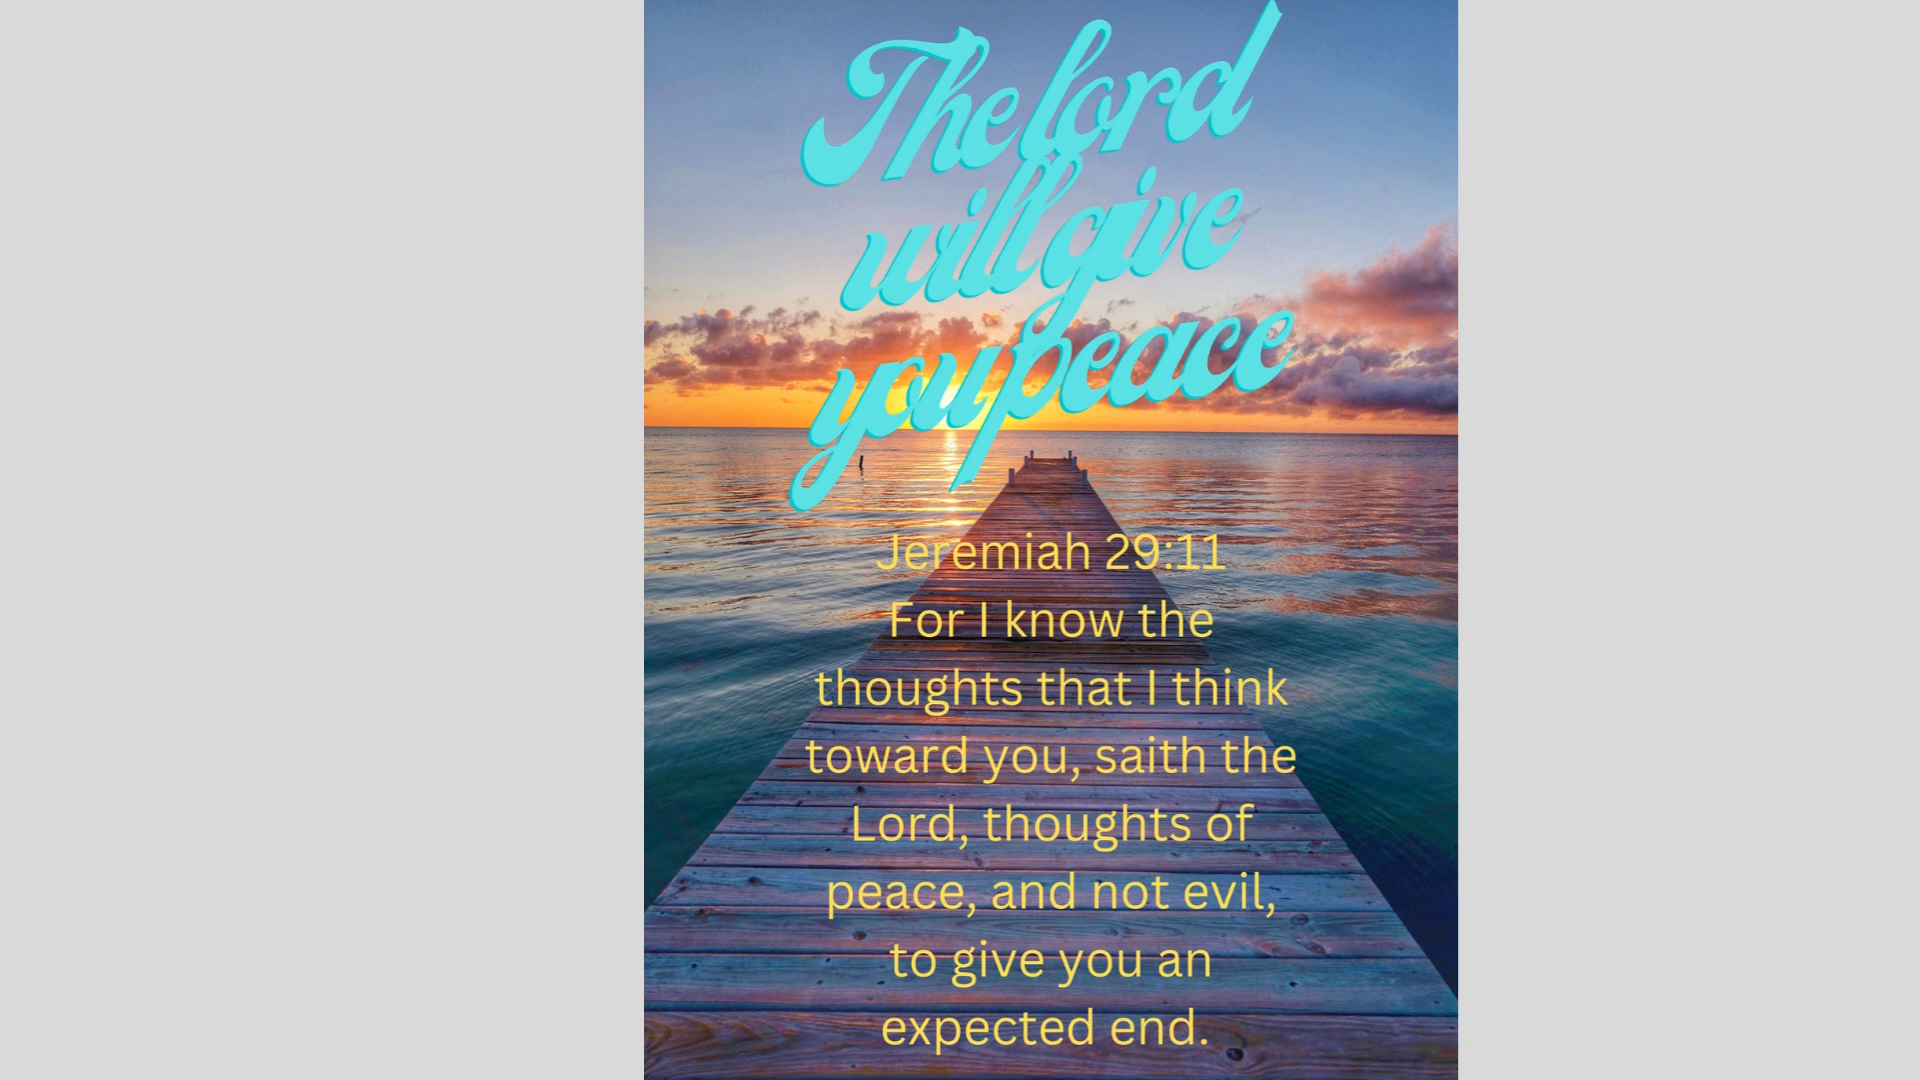 The lord
will give
you peace
Jeremiah 29:11
For I know the
thoughts that I think
toward you, saith the
Lord, thoughts of
peace, and not evil,
to give you an
expected end.